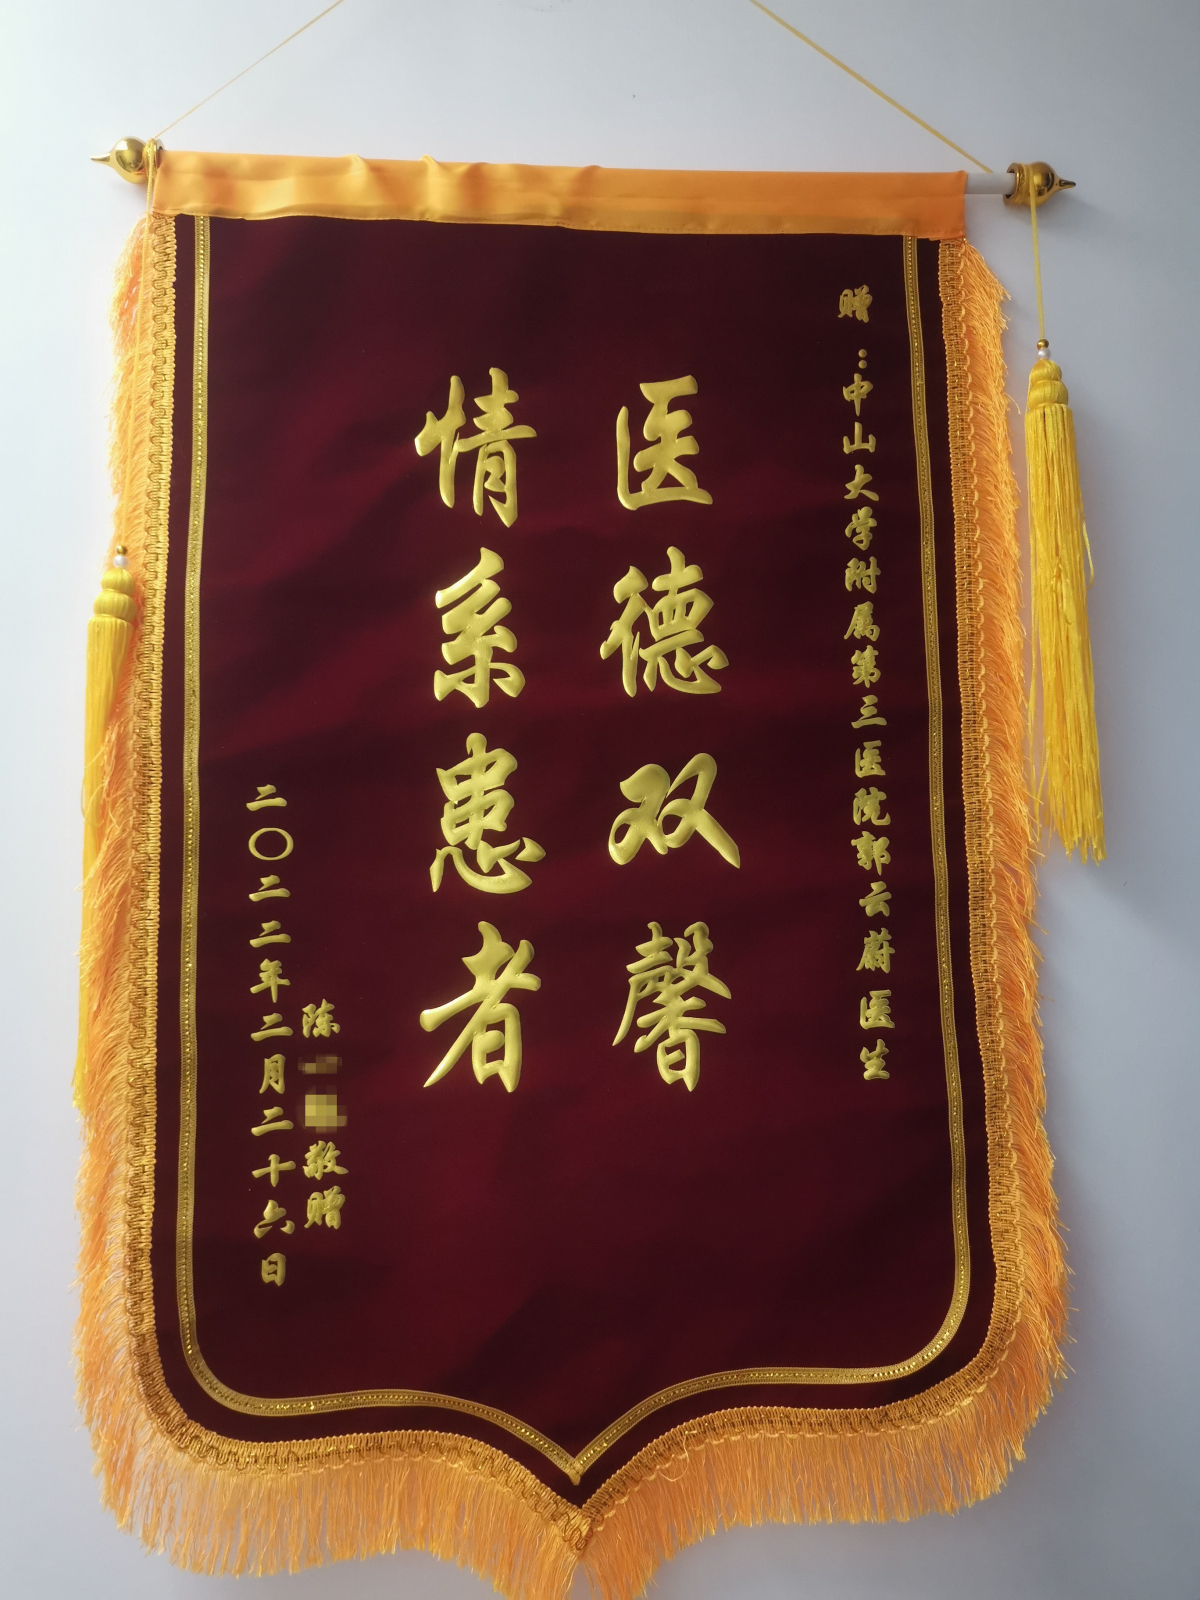 赠：中山大学附属第三医院郭云蔚医生
医德双馨
情系患者
陈
敬赠
二〇二二年二月二十六日